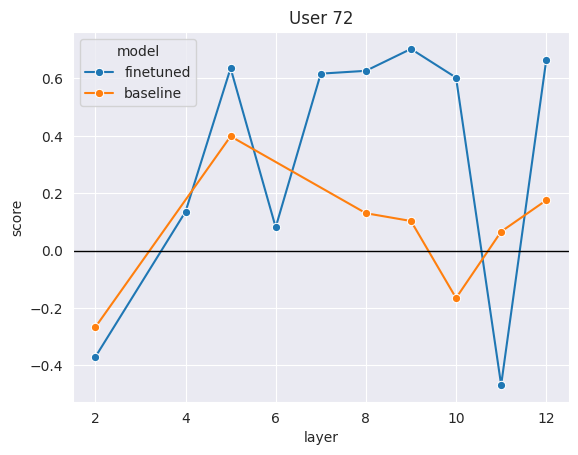 User 72
model
finetuned
baseline
score
0.6
0.4
0.2
0.0
−0.2
−0.4
2 4 6 8 10 12
layer